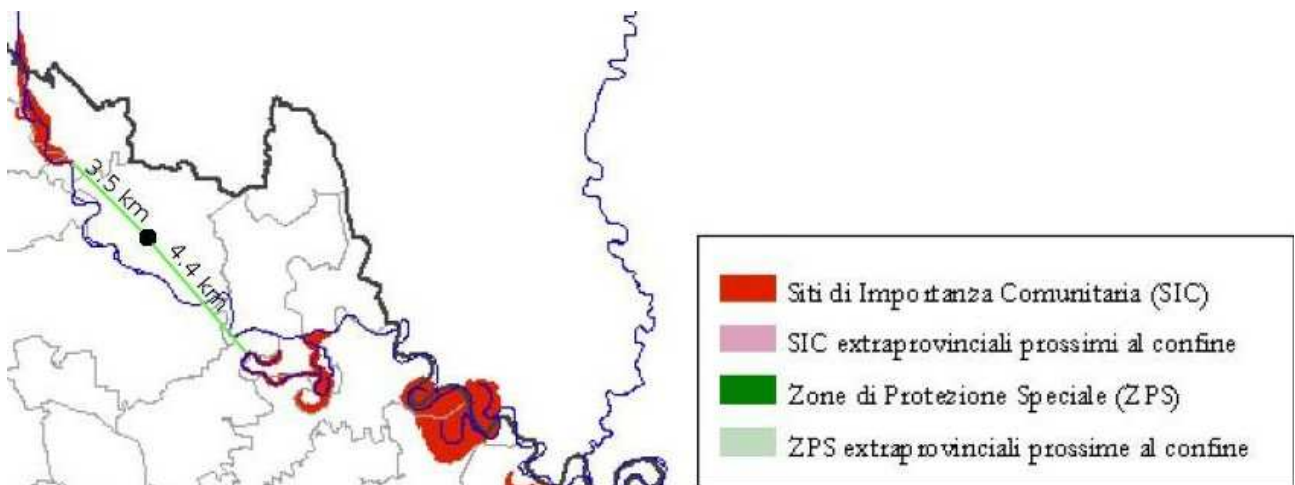 3.5 km
4.4 km
Siti di Importanza Comunitaria (SIC)
SIC extraprovinciali prossimi al confine
Zone di Protezione Speciale (ZPS)
ZPS extraprovinciali prossime al confine